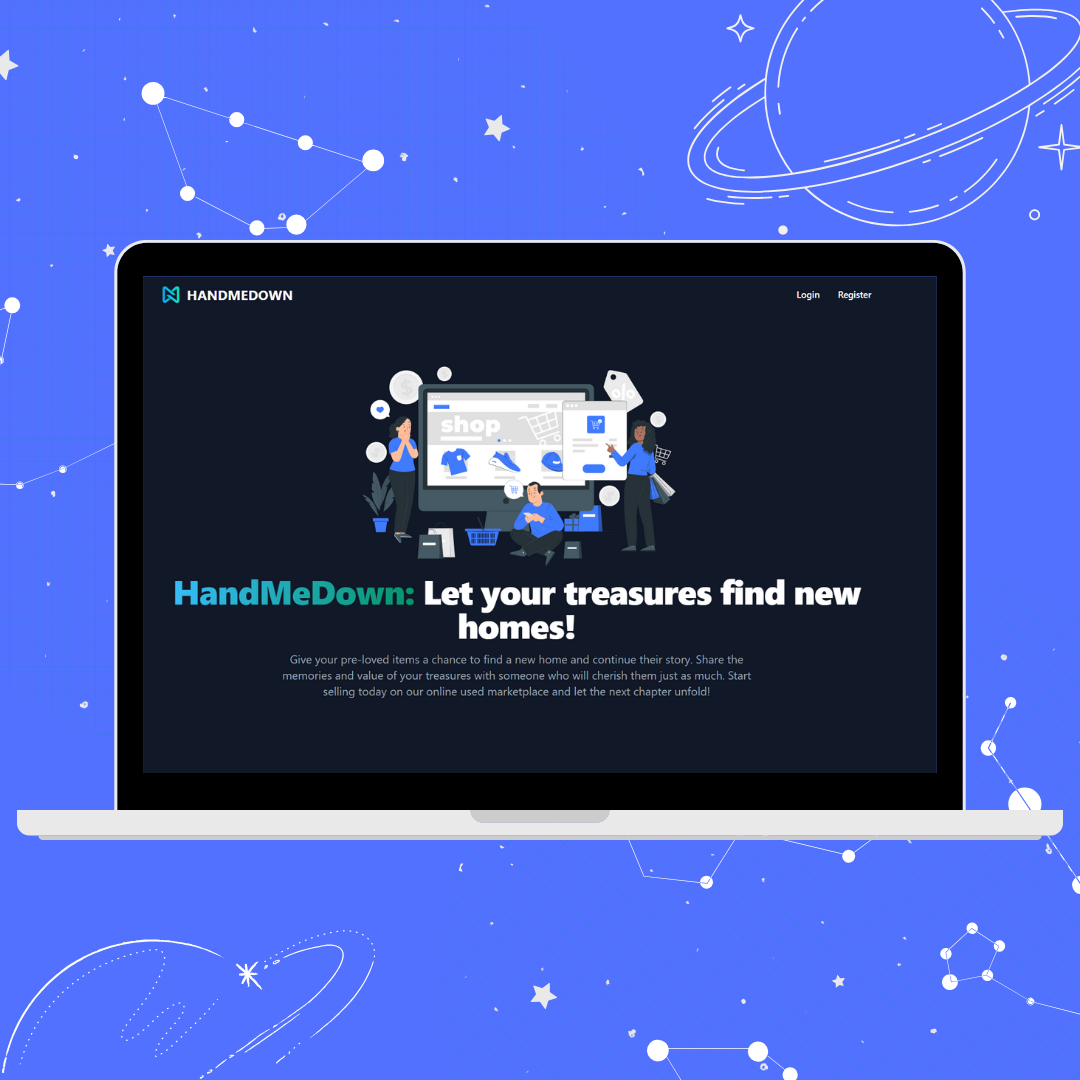 HANDMEDOWN
Login Register
%
shop
HandMeDown: Let your treasures find new
homes!
Give your pre-loved items a chance to find a new home and continue their story. Share the
memories and value of your treasures with someone who will cherish them just as much. Start
selling today on our online used marketplace and let the next chapter unfold!